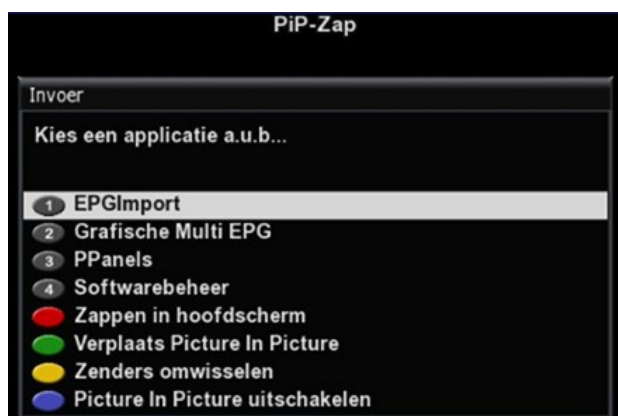 PiP-Zap
Invoer
Kies een applicatie a.u.b...
1 EPGImport
2 Grafische Multi EPG
3 PPanels
4 Softwarebeheer
Zappen in hoofdscherm
Verplaats Picture In Picture
Zenders omwisselen
Picture In Picture uitschakelen